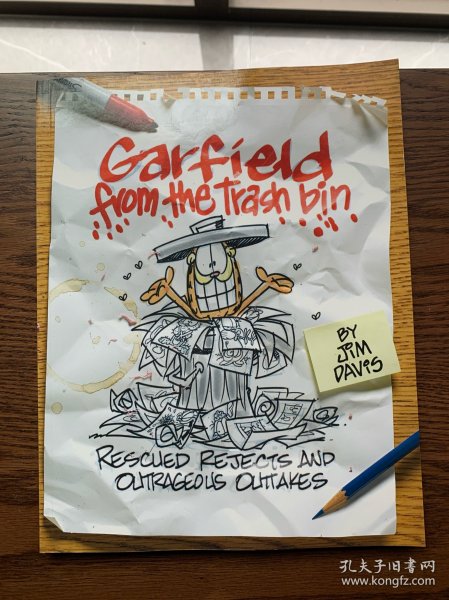 Garfield
from the trash bin
BY
JIM
DAVIS
RESCUED REJECTS AND
OUTRAGEOUS OUTTAKES
孔夫子旧书网
www.kongfz.com